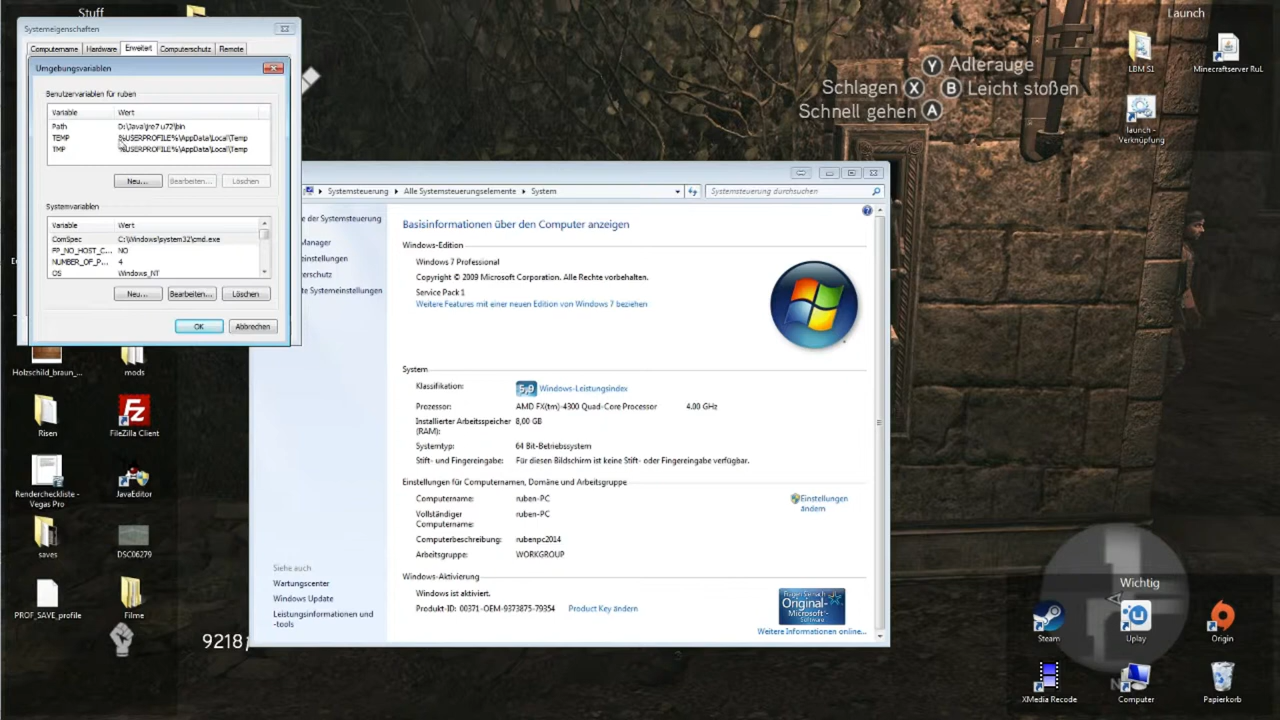 Stuff
Systemeigenschaften
Computername Hardware Erweitert Computerschutz Remote
Umgebungsvariablen
Benutzervariablen für ruben
Variable Wert
Path D:\Java\jre7 u72\bin
TEMP %USERPROFILE%\AppData\Local\Temp
TMP %USERPROFILE%\AppData\Local\Temp
Neu... Bearbeiten... Löschen
Systemvariablen
Variable Wert
ComSpec C:\Windows\system32\cmd.exe
FP_NO_HOST_C... NO
NUMBER_OF_P... 4
OS Windows_NT
Neu... Bearbeiten... Löschen
OK Abbrechen
Y Adlerauge
Schlagen X B Leicht stoßen
Schnell gehen A
Launch
LBM S1
Minecraftserver RuL
launch -
Verknüpfung
Systemsteuerung Alle Systemsteuerungselemente System
Systemsteuerung durchsuchen
e der Systemsteuerung
Manager
einstellungen
erschutz
te Systemeinstellungen
Basisinformationen über den Computer anzeigen
Windows-Edition
Windows 7 Professional
Copyright © 2009 Microsoft Corporation. Alle Rechte vorbehalten.
Service Pack 1
Weitere Features mit einer neuen Edition von Windows 7 beziehen
System
Klassifikation: 5,9 Windows-Leistungsindex
Prozessor: AMD FX(tm)-4300 Quad-Core Processor 4.00 GHz
Installierter Arbeitsspeicher 8,00 GB
(RAM):
Systemtyp: 64 Bit-Betriebssystem
Stift- und Fingereingabe: Für diesen Bildschirm ist keine Stift- oder Fingereingabe verfügbar.
Einstellungen für Computernamen, Domäne und Arbeitsgruppe
Computername: ruben-PC
Einstellungen
ändern
Vollständiger ruben-PC
Computername:
Computerbeschreibung: rubenpc2014
Arbeitsgruppe: WORKGROUP
Windows-Aktivierung
Windows ist aktiviert.
Produkt-ID: 00371-OEM-9373875-79354 Product Key ändern
Original-
Microsoft-
Software
Weitere Informationen online...
Siehe auch
Wartungscenter
Windows Update
Leistungsinformationen und
-tools
Holzschild_braun_...
mods
Risen
FileZilla Client
Rendercheckliste -
Vegas Pro
JavaEditor
saves
DSC06279
PROF_SAVE_profile
Filme
9218
Wichtig
Steam
Uplay
Origin
XMedia Recode
Computer
Papierkorb